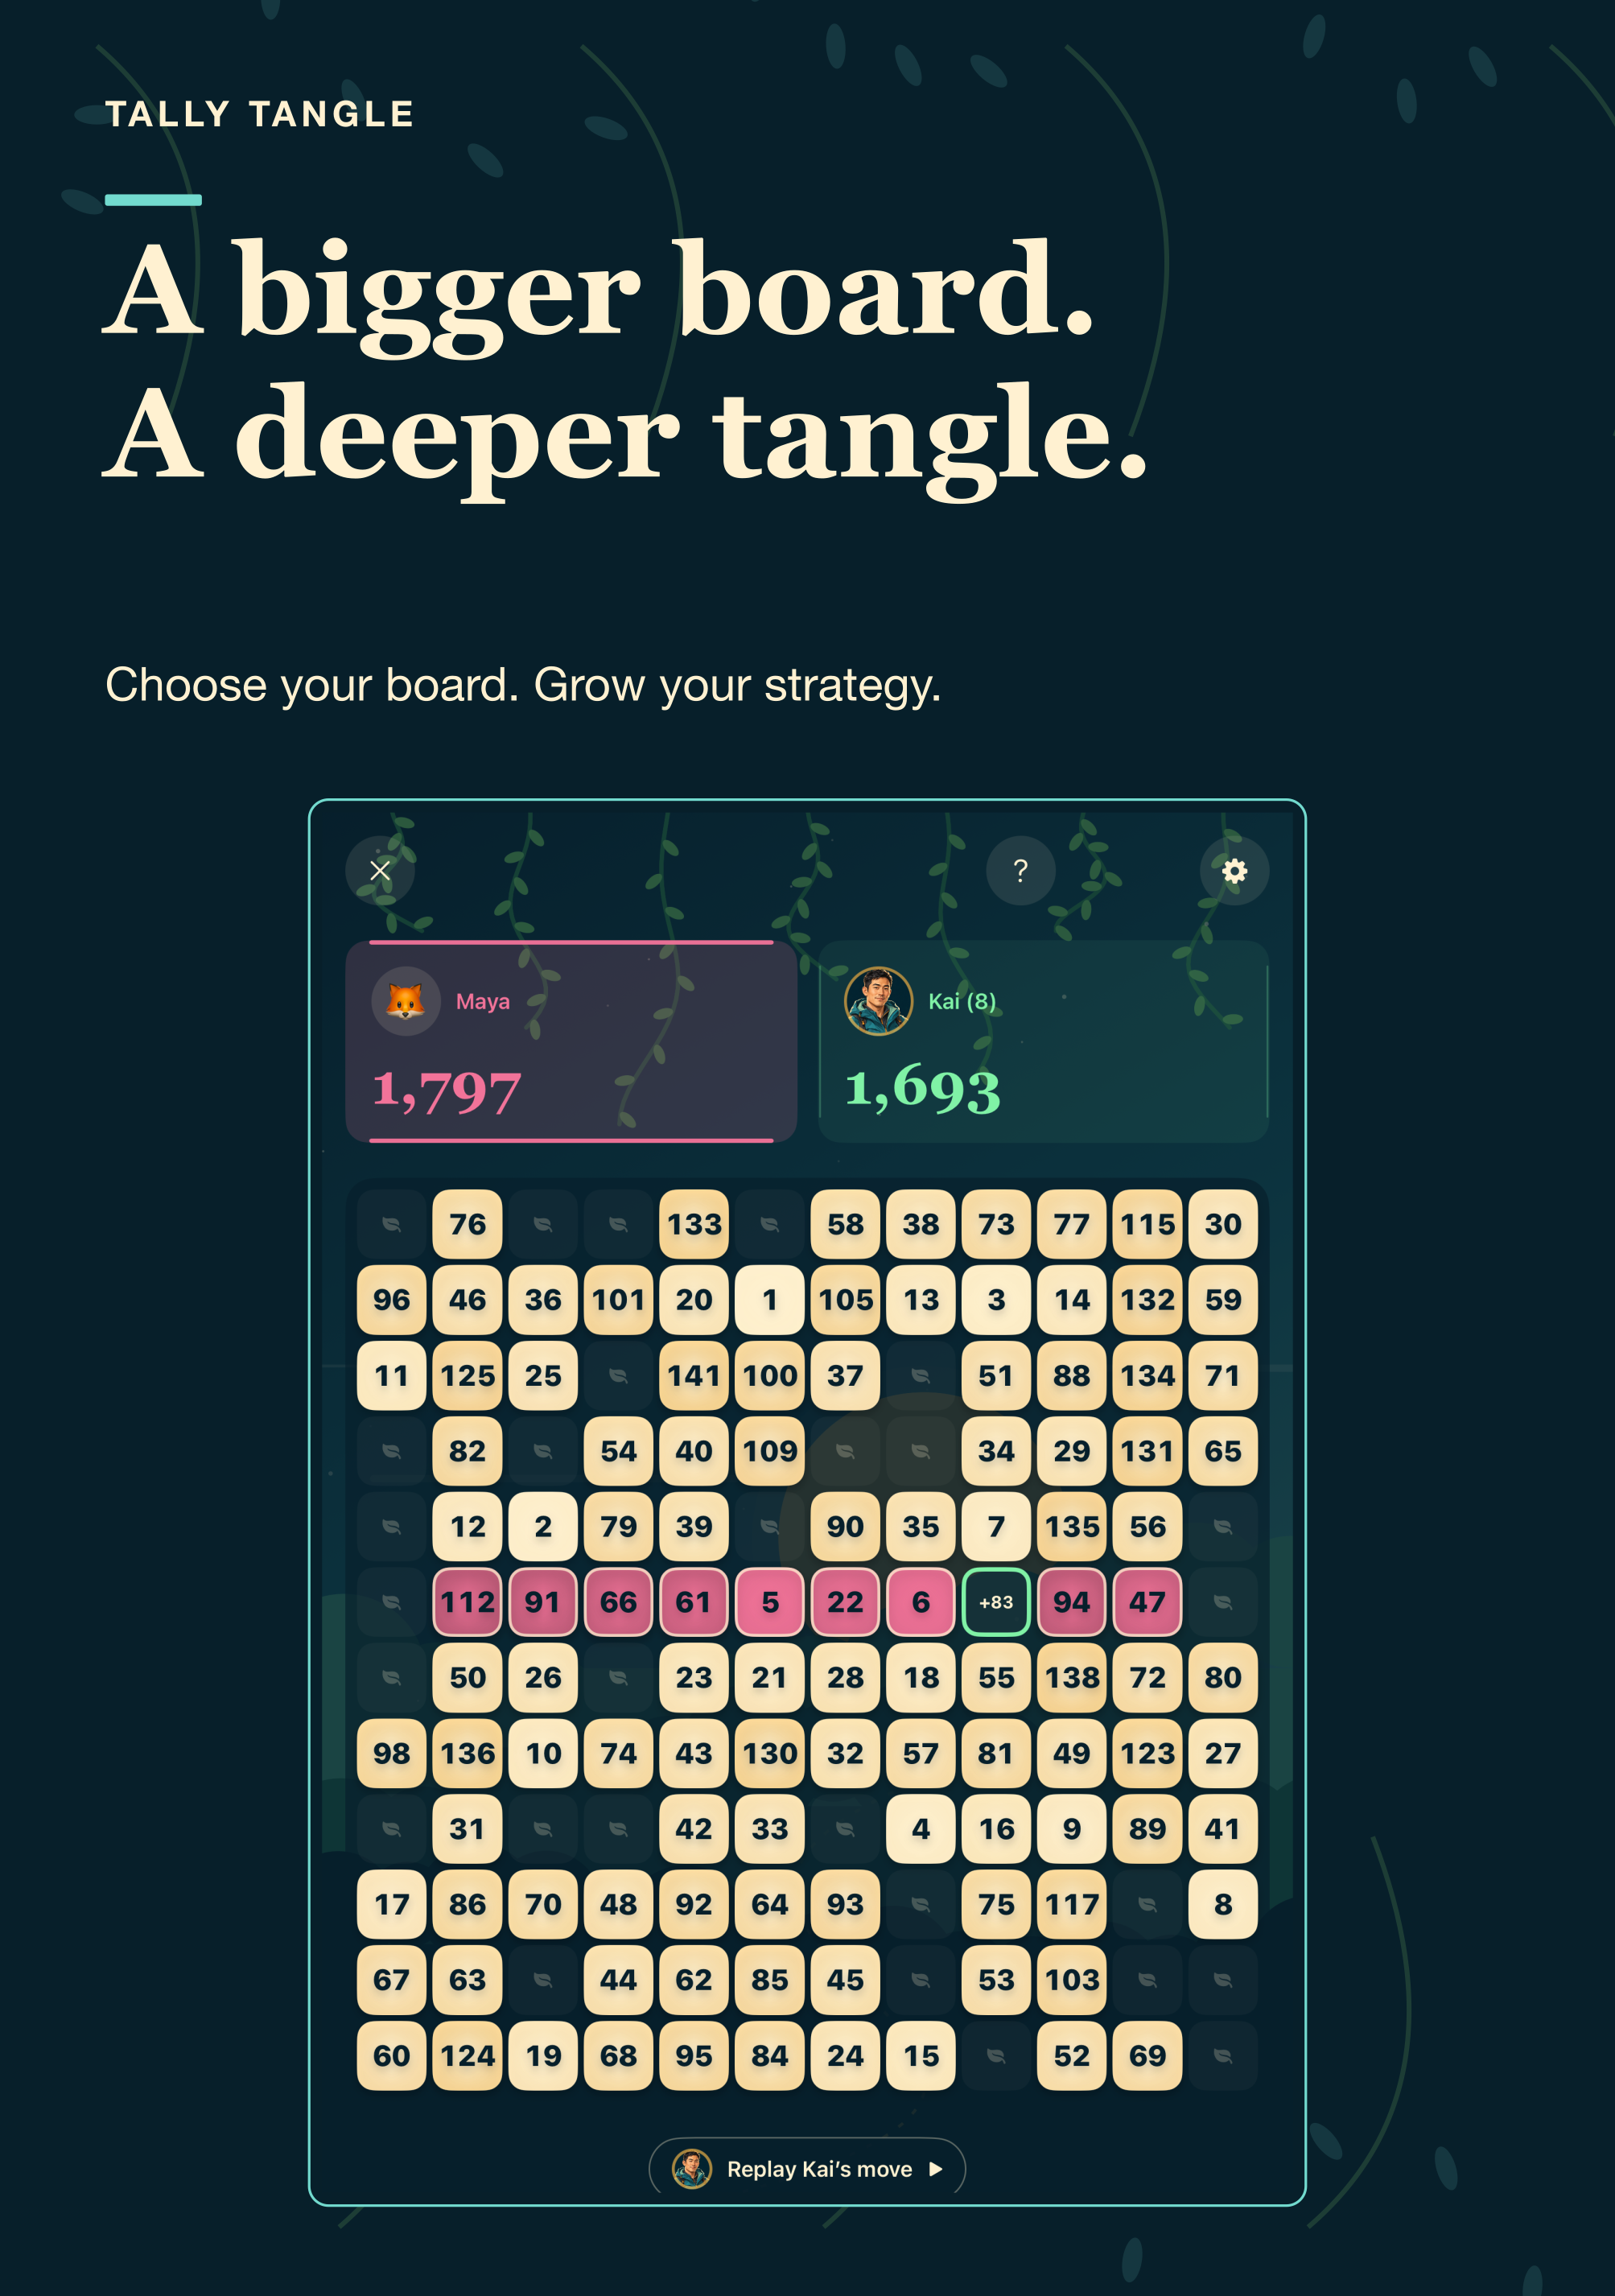 TALLY TANGLE
A bigger board.
A deeper tangle.
Choose your board. Grow your strategy.
?
Maya
Kai (8)
1,797
1,693
76 133 58 38 73 77 115 30
96 46 36 101 20 1 105 13 3 14 132 59
11 125 25 141 100 37 51 88 134 71
82 54 40 109 34 29 131 65
12 2 79 39 90 35 7 135 56
112 91 66 61 5 22 6 +83 94 47
50 26 23 21 28 18 55 138 72 80
98 136 10 74 43 130 32 57 81 49 123 27
31 42 33 4 16 9 89 41
17 86 70 48 92 64 93 75 117 8
67 63 44 62 85 45 53 103
60 124 19 68 95 84 24 15 52 69
Replay Kai’s move